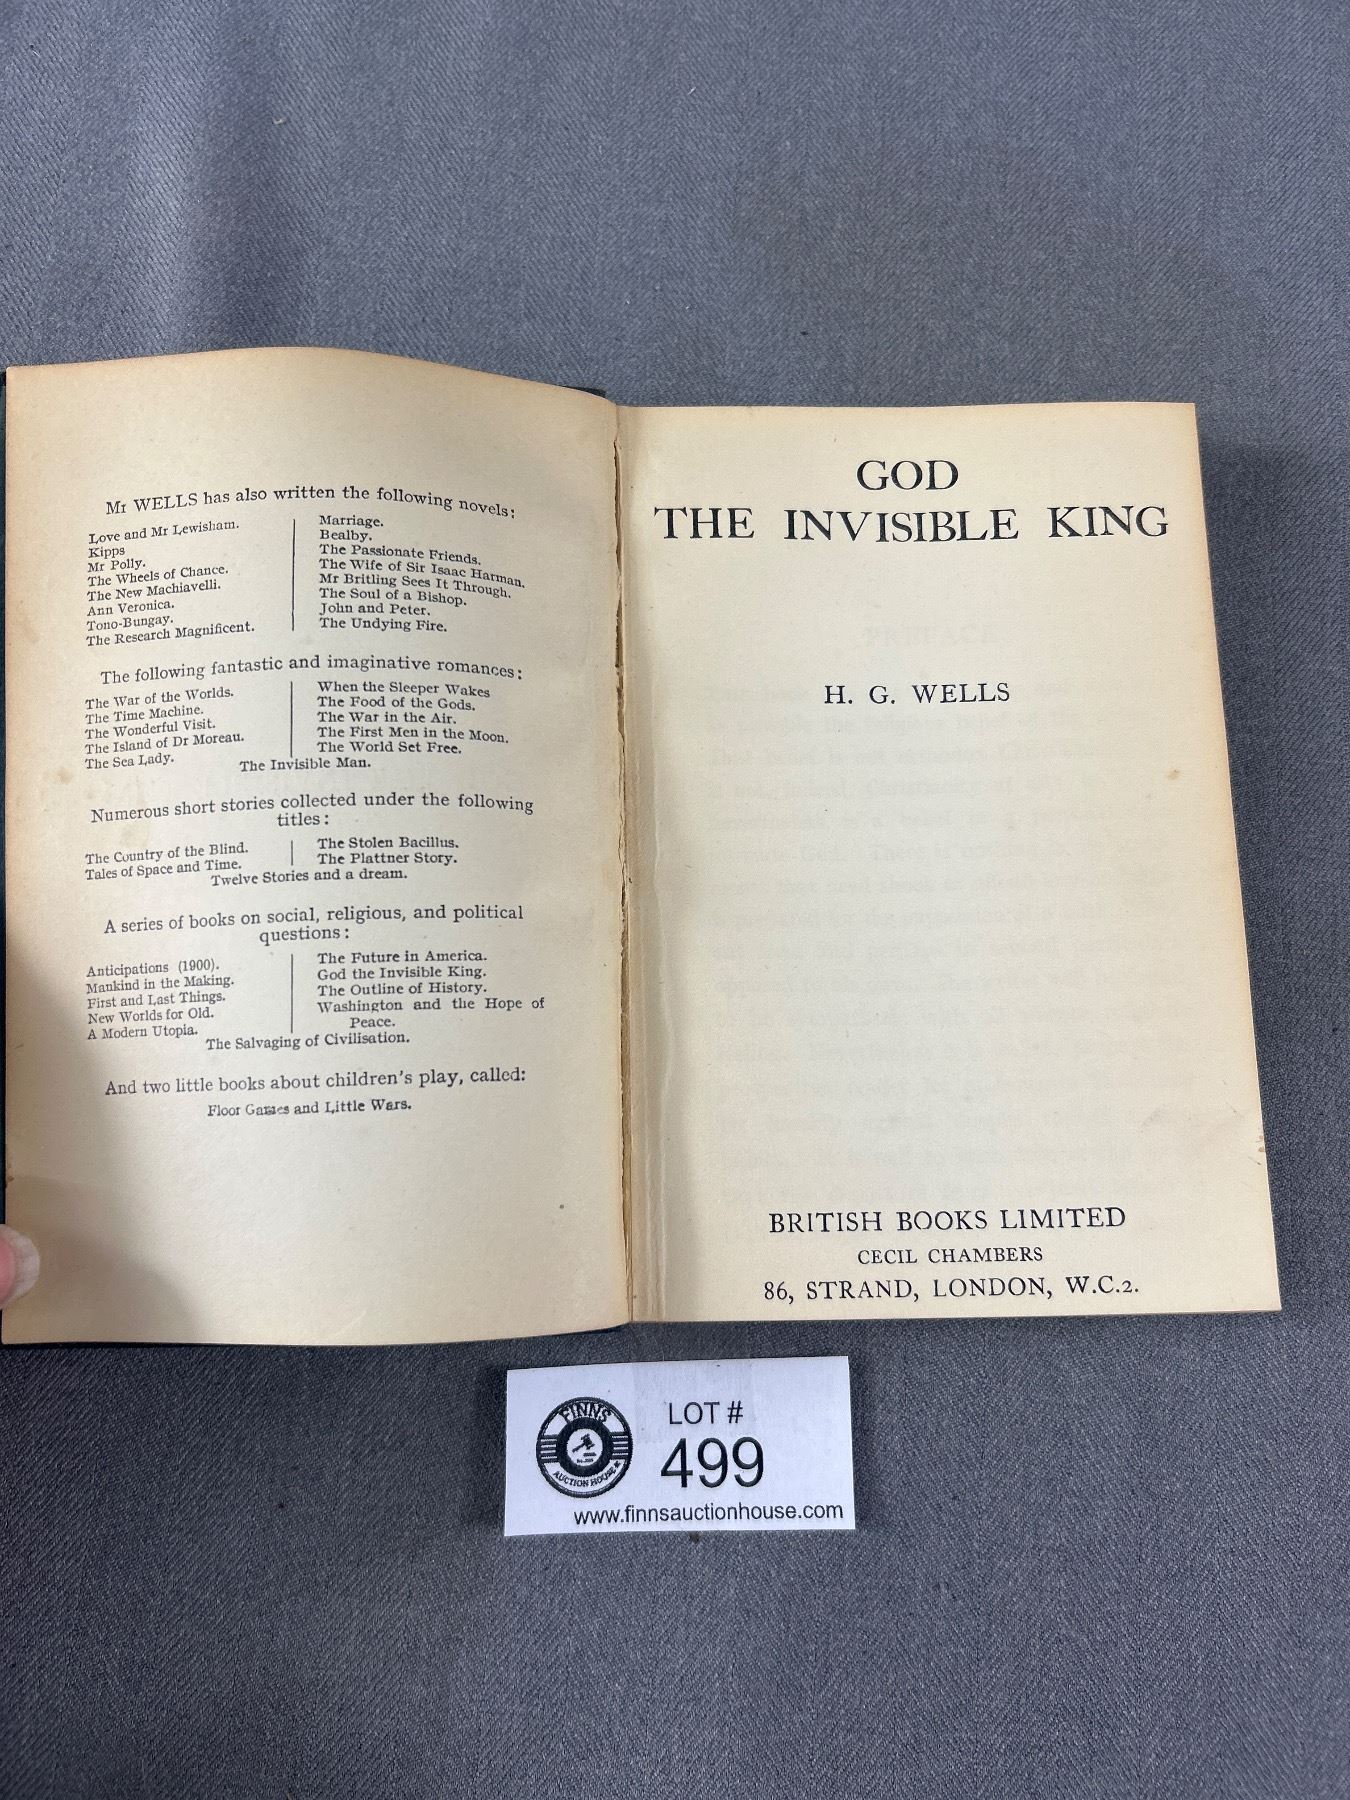 Mr WELLS has also written the following novels:
Love and Mr Lewisham.
Kipps
Mr Polly.
The Wheels of Chance.
The New Machiavelli.
Ann Veronica.
Tono-Bungay.
The Research Magnificent.
Marriage.
Bealby.
The Passionate Friends.
The Wife of Sir Isaac Harman.
Mr Britling Sees It Through.
The Soul of a Bishop.
John and Peter.
The Undying Fire.
The following fantastic and imaginative romances:
The War of the Worlds.
The Time Machine.
The Wonderful Visit.
The Island of Dr Moreau.
The Sea Lady.
When the Sleeper Wakes
The Food of the Gods.
The War in the Air.
The First Men in the Moon.
The World Set Free.
The Invisible Man.
Numerous short stories collected under the following
titles:
The Country of the Blind.
Tales of Space and Time.
The Stolen Bacillus.
The Plattner Story.
Twelve Stories and a dream.
A series of books on social, religious, and political
questions:
Anticipations (1900).
Mankind in the Making.
First and Last Things.
New Worlds for Old.
A Modern Utopia.
The Future in America.
God the Invisible King.
The Outline of History.
Washington and the Hope of
Peace.
The Salvaging of Civilisation.
And two little books about children's play, called:
Floor Games and Little Wars.
GOD
THE INVISIBLE KING
H. G. WELLS
BRITISH BOOKS LIMITED
CECIL CHAMBERS
86, STRAND, LONDON, W.C.2.
FINNS
AUCTION HOUSE
LOT #
499
www.finnsauctionhouse.com